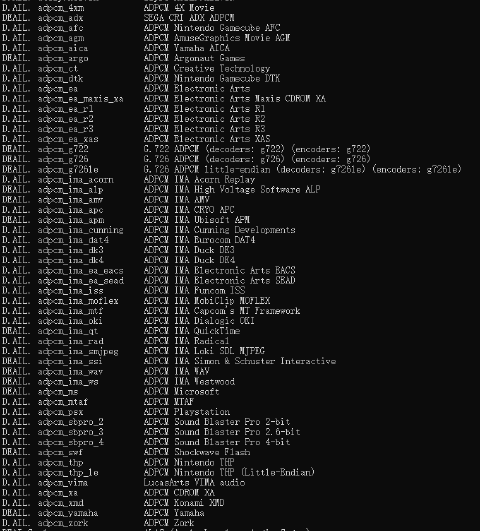 D.AIL. adpcm_4xm ADPCM 4X Movie
DEAIL. adpcm_adx SEGA CRI ADX ADPCM
D.AIL. adpcm_afc ADPCM Nintendo Gamecube AFC
D.AIL. adpcm_agm ADPCM AmuseGraphics Movie AGM
D.AIL. adpcm_aica ADPCM Yamaha AICA
DEAIL. adpcm_argo ADPCM Argonaut Games
D.AIL. adpcm_ct ADPCM Creative Technology
D.AIL. adpcm_dtk ADPCM Nintendo Gamecube DTK
D.AIL. adpcm_ea ADPCM Electronic Arts
D.AIL. adpcm_ea_maxis_xa ADPCM Electronic Arts Maxis CDROM XA
D.AIL. adpcm_ea_r1 ADPCM Electronic Arts R1
D.AIL. adpcm_ea_r2 ADPCM Electronic Arts R2
D.AIL. adpcm_ea_r3 ADPCM Electronic Arts R3
D.AIL. adpcm_ea_xas ADPCM Electronic Arts XAS
DEAIL. adpcm_g722 G.722 ADPCM (decoders: g722) (encoders: g722)
DEAIL. adpcm_g726 G.726 ADPCM (decoders: g726) (encoders: g726)
DEAIL. adpcm_g726le G.726 ADPCM little-endian (decoders: g726le) (encoders: g726le)
D.AIL. adpcm_ima_acorn ADPCM IMA Acorn Replay
DEAIL. adpcm_ima_alp ADPCM IMA High Voltage Software ALP
DEAIL. adpcm_ima_amv ADPCM IMA AMV
D.AIL. adpcm_ima_apc ADPCM IMA CRYO APC
DEAIL. adpcm_ima_apm ADPCM IMA Ubisoft APM
D.AIL. adpcm_ima_cunning ADPCM IMA Cunning Developments
D.AIL. adpcm_ima_dat4 ADPCM IMA Eurocom DAT4
D.AIL. adpcm_ima_dk3 ADPCM IMA Duck DK3
D.AIL. adpcm_ima_dk4 ADPCM IMA Duck DK4
D.AIL. adpcm_ima_ea_eacs ADPCM IMA Electronic Arts EACS
D.AIL. adpcm_ima_ea_sead ADPCM IMA Electronic Arts SEAD
D.AIL. adpcm_ima_iss ADPCM IMA Funcom ISS
D.AIL. adpcm_ima_moflex ADPCM IMA MobiClip MOFLEX
D.AIL. adpcm_ima_mtf ADPCM IMA Capcom's MT Framework
D.AIL. adpcm_ima_oki ADPCM IMA Dialogic OKI
DEAIL. adpcm_ima_qt ADPCM IMA QuickTime
D.AIL. adpcm_ima_rad ADPCM IMA Radical
D.AIL. adpcm_ima_smjpeg ADPCM IMA Loki SDL MJPEG
DEAIL. adpcm_ima_ssi ADPCM IMA Simon & Schuster Interactive
DEAIL. adpcm_ima_wav ADPCM IMA WAV
DEAIL. adpcm_ima_ws ADPCM IMA Westwood
DEAIL. adpcm_ms ADPCM Microsoft
D.AIL. adpcm_mtaf ADPCM MTAF
D.AIL. adpcm_psx ADPCM Playstation
D.AIL. adpcm_sbpro_2 ADPCM Sound Blaster Pro 2-bit
D.AIL. adpcm_sbpro_3 ADPCM Sound Blaster Pro 2.6-bit
D.AIL. adpcm_sbpro_4 ADPCM Sound Blaster Pro 4-bit
DEAIL. adpcm_swf ADPCM Shockwave Flash
D.AIL. adpcm_thp ADPCM Nintendo THP
D.AIL. adpcm_thp_le ADPCM Nintendo THP (Little-Endian)
D.AIL. adpcm_vima LucasArts VIMA audio
D.AIL. adpcm_xa ADPCM CDROM XA
D.AIL. adpcm_xmd ADPCM Konami XMD
DEAIL. adpcm_yamaha ADPCM Yamaha
D.AIL. adpcm_zork ADPCM Zork